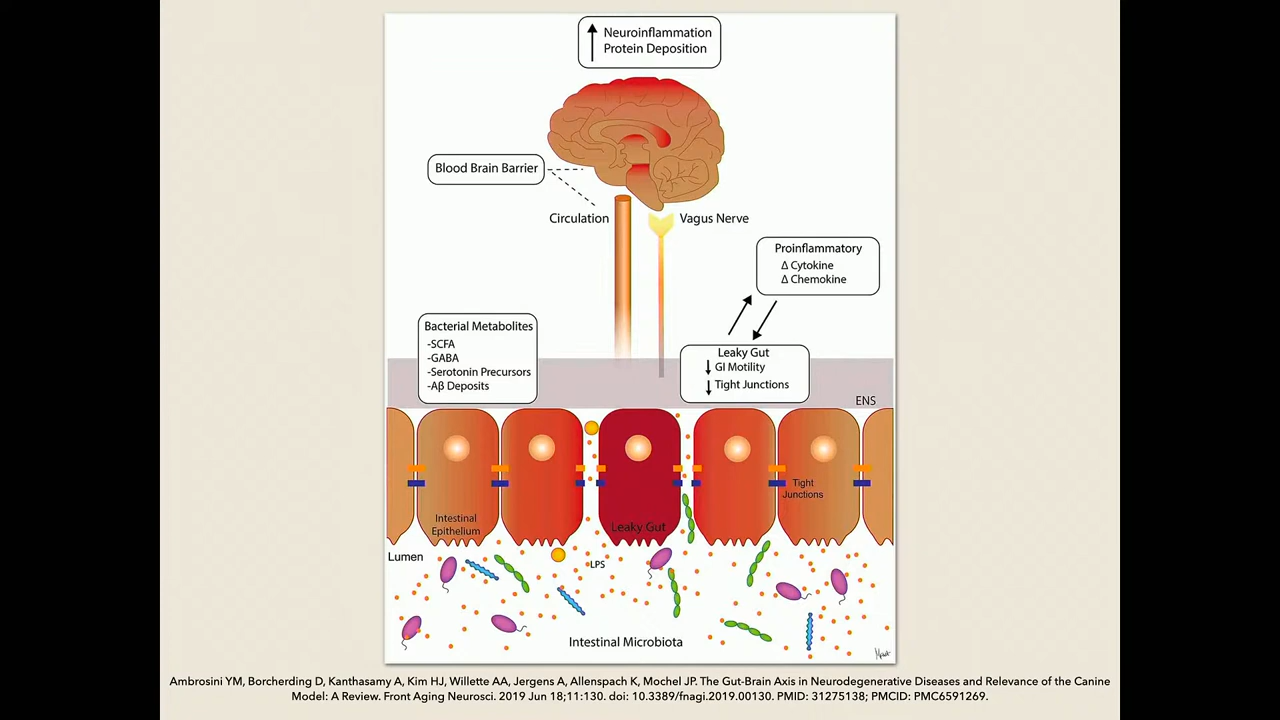 Neuroinflammation
Protein Deposition
Blood Brain Barrier
Circulation
Vagus Nerve
Proinflammatory
Δ Cytokine
Δ Chemokine
Bacterial Metabolites
-SCFA
-GABA
-Serotonin Precursors
-Aβ Deposits
Leaky Gut
GI Motility
Tight Junctions
ENS
Tight
Junctions
Intestinal
Epithelium
Leaky Gut
Lumen
LPS
Intestinal Microbiota
Ambrosini YM, Borcherding D, Kanthasamy A, Kim HJ, Willette AA, Jergens A, Allenspach K, Mochel JP. The Gut-Brain Axis in Neurodegenerative Diseases and Relevance of the Canine
Model: A Review. Front Aging Neurosci. 2019 Jun 18;11:130. doi: 10.3389/fnagi.2019.00130. PMID: 31275138; PMCID: PMC6591269.